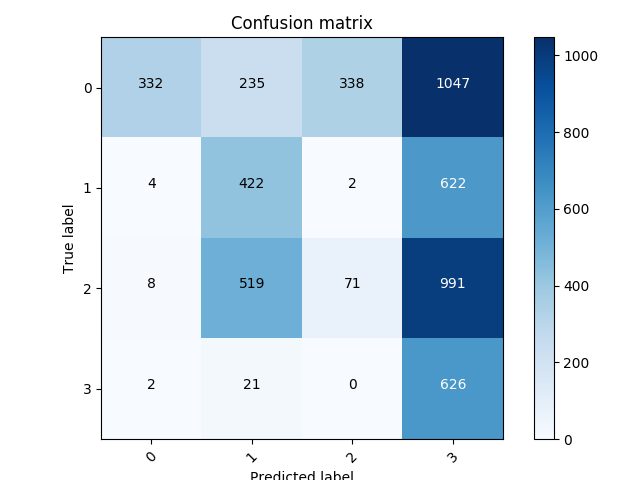 Confusion matrix
0 332 235 338 1047
1 4 422 2 622
2 8 519 71 991
3 2 21 0 626
0 1 2 3
True label
Predicted label
1000
800
600
400
200
0